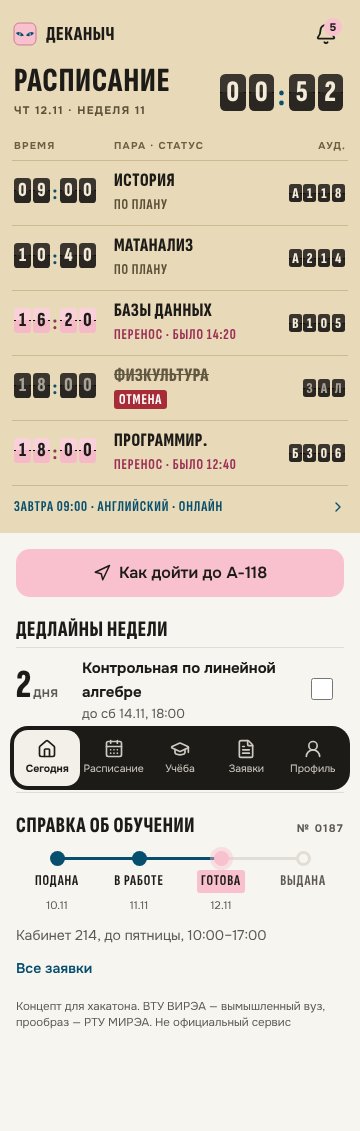 ДЕКАНЫЧ
5
РАСПИСАНИЕ
ЧТ 12.11 · НЕДЕЛЯ 11
00:52
ВРЕМЯ ПАРА · СТАТУС АУД.
09:00 ИСТОРИЯ А118
ПО ПЛАНУ
10:40 МАТАНАЛИЗ А214
ПО ПЛАНУ
16:20 БАЗЫ ДАННЫХ В105
ПЕРЕНОС · БЫЛО 14:20
18:00 ФИЗКУЛЬТУРА ЗАЛ
ОТМЕНА
18:00 ПРОГРАММИР. Б306
ПЕРЕНОС · БЫЛО 12:40
ЗАВТРА 09:00 · АНГЛИЙСКИЙ · ОНЛАЙН
Как дойти до А-118
ДЕДЛАЙНЫ НЕДЕЛИ
2 дня
Контрольная по линейной
алгебре
до сб 14.11, 18:00
Сегодня Расписание Учёба Заявки Профиль
СПРАВКА ОБ ОБУЧЕНИИ № 0187
ПОДАНА В РАБОТЕ ГОТОВА ВЫДАНА
10.11 11.11 12.11
Кабинет 214, до пятницы, 10:00–17:00
Все заявки
Концепт для хакатона. ВТУ ВИРЭА — вымышленный вуз,
прообраз — РТУ МИРЭА. Не официальный сервис